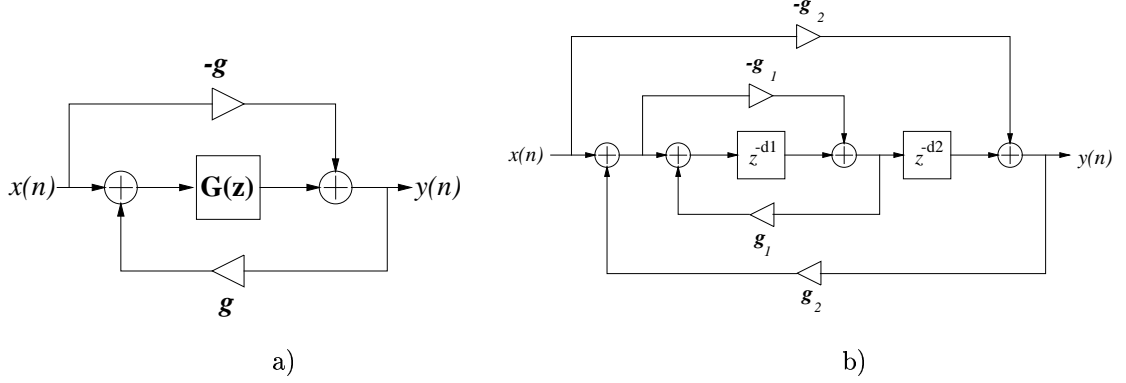 -g
x(n)
G(z)
y(n)
g
a)
-g 2
-g 1
x(n)
z -d1
z -d2
y(n)
g 1
g 2
b)